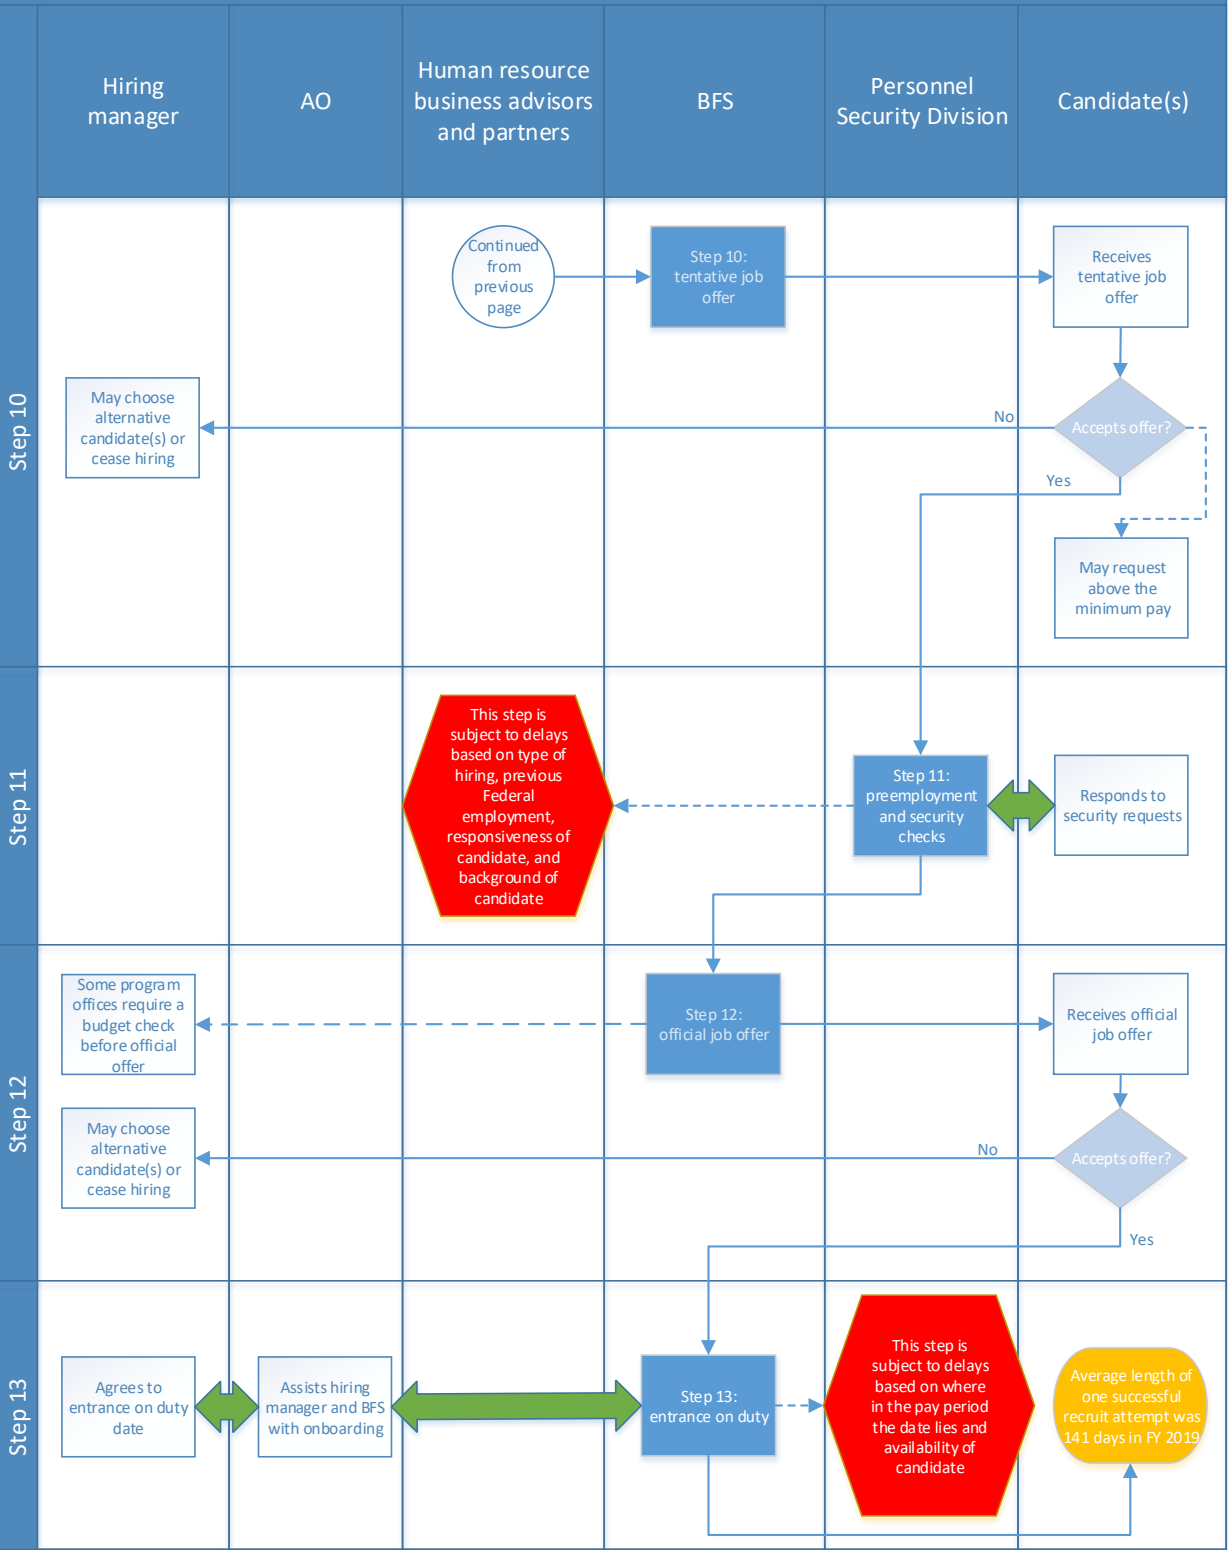 Hiring
manager
AO
Human resource
business advisors
and partners
BFS
Personnel
Security Division
Candidate(s)
Step 10
Continued
from
previous
page
Step 10:
tentative job
offer
Receives
tentative job
offer
May choose
alternative
candidate(s) or
cease hiring
No
Accepts offer?
Yes
May request
above the
minimum pay
Step 11
This step is
subject to delays
based on type of
hiring, previous
Federal
employment,
responsiveness of
candidate, and
background of
candidate
Step 11:
preemployment
and security
checks
Responds to
security requests
Step 12
Some program
offices require a
budget check
before official
offer
Step 12:
official job offer
Receives official
job offer
May choose
alternative
candidate(s) or
cease hiring
No
Accepts offer?
Yes
Step 13
Agrees to
entrance on duty
date
Assists hiring
manager and BFS
with onboarding
Step 13:
entrance on duty
This step is
subject to delays
based on where
in the pay period
the date lies and
availability of
candidate
Average length of
one successful
recruit attempt was
141 days in FY 2019